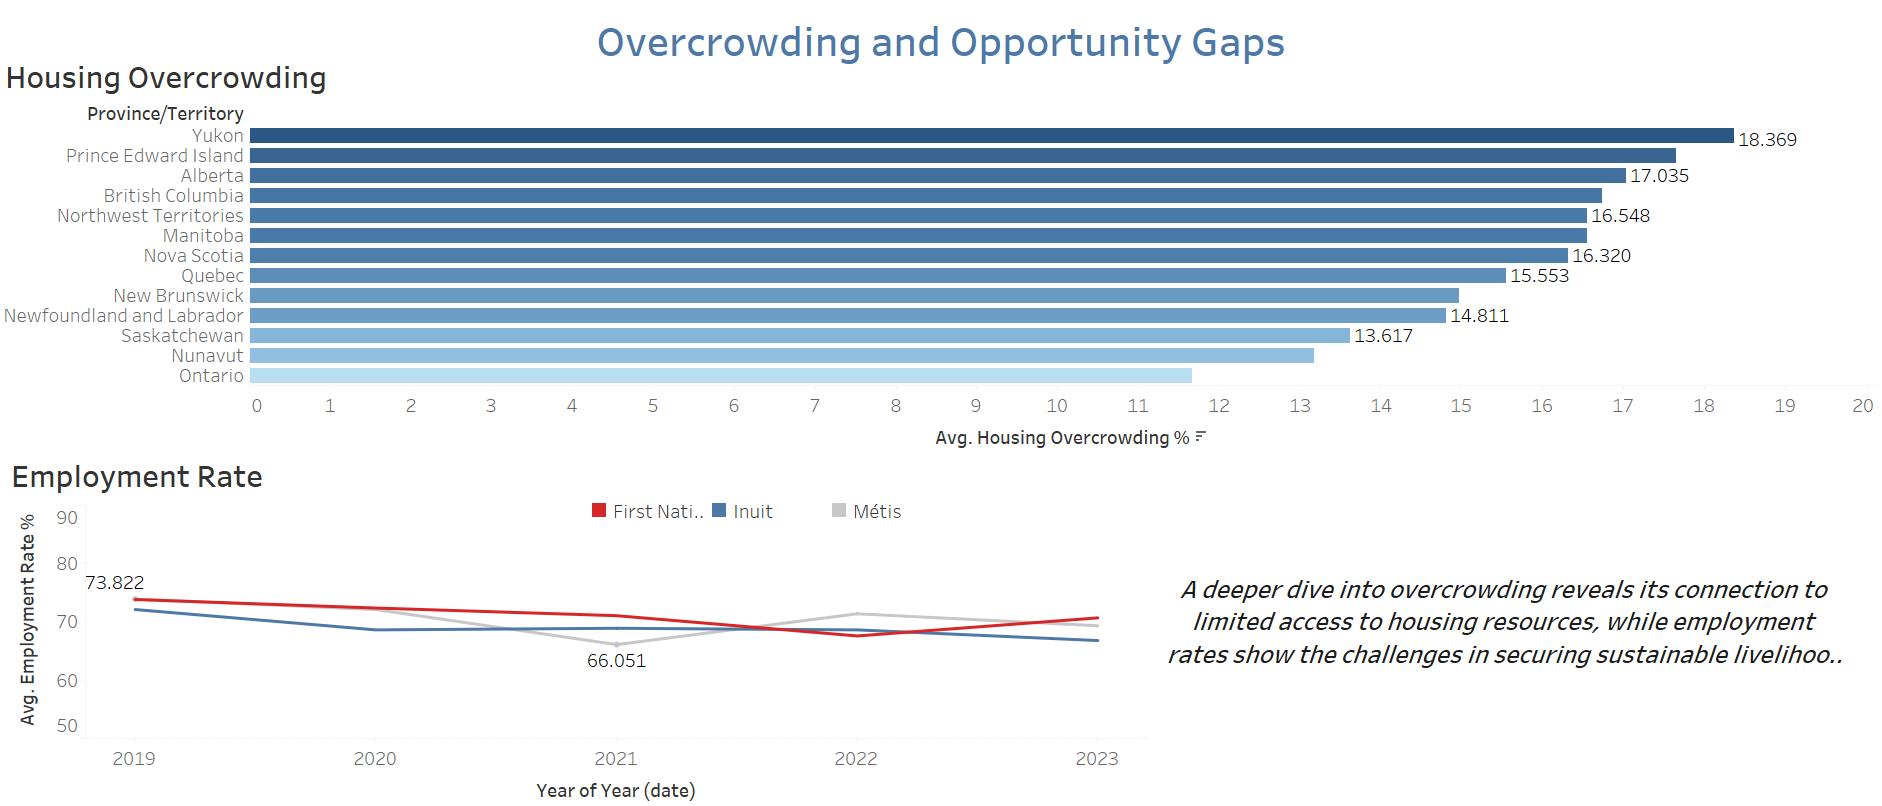 Overcrowding and Opportunity Gaps
Housing Overcrowding
Province/Territory
Yukon 18.369
Prince Edward Island
Alberta 17.035
British Columbia
Northwest Territories 16.548
Manitoba
Nova Scotia 16.320
Quebec 15.553
New Brunswick
Newfoundland and Labrador 14.811
Saskatchewan 13.617
Nunavut
Ontario
0 1 2 3 4 5 6 7 8 9 10 11 12 13 14 15 16 17 18 19 20
Avg. Housing Overcrowding %
Employment Rate
First Nati.. Inuit Métis
Avg. Employment Rate %
90
80
70
60
50
73.822
66.051
2019 2020 2021 2022 2023
Year of Year (date)
A deeper dive into overcrowding reveals its connection to
limited access to housing resources, while employment
rates show the challenges in securing sustainable livelihoo..